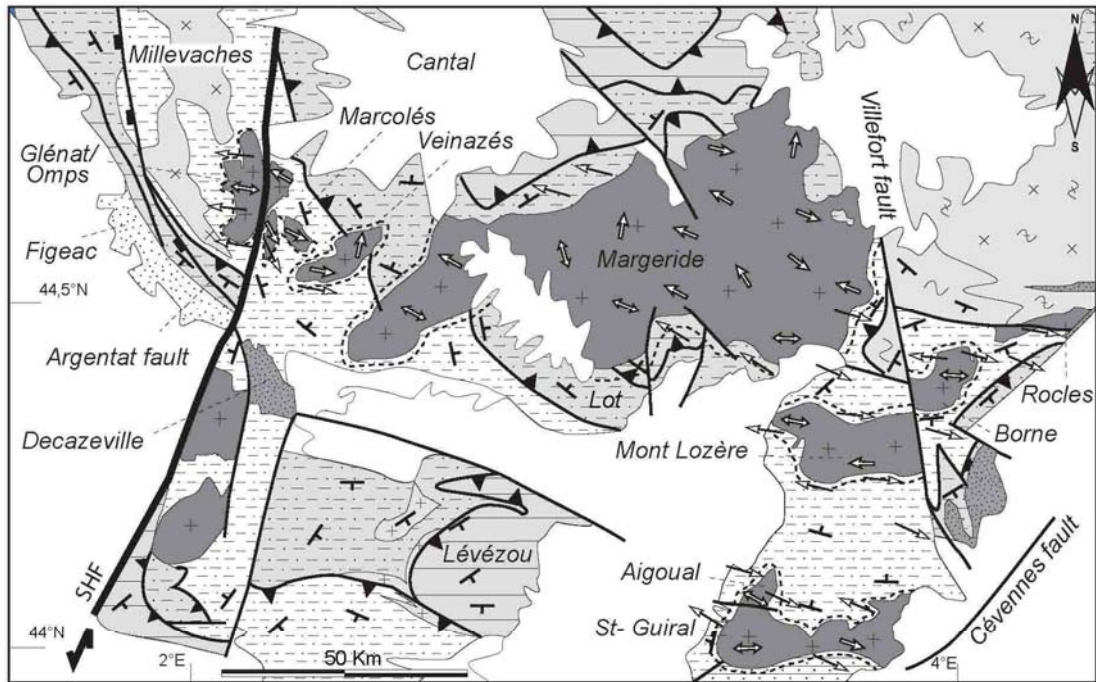 N
S
Millevaches
Cantal
Marcolés
Veinazés
Villefort fault
Glénat/
Omps
Figeac
Margeride
44,5°N
Argentat fault
Lot
Rocles
Decazeville
Mont Lozère
Borne
Lévézou
Aigoual
Cévennes fault
SHF
St- Guiral
44°N
2°E
50 Km
4°E